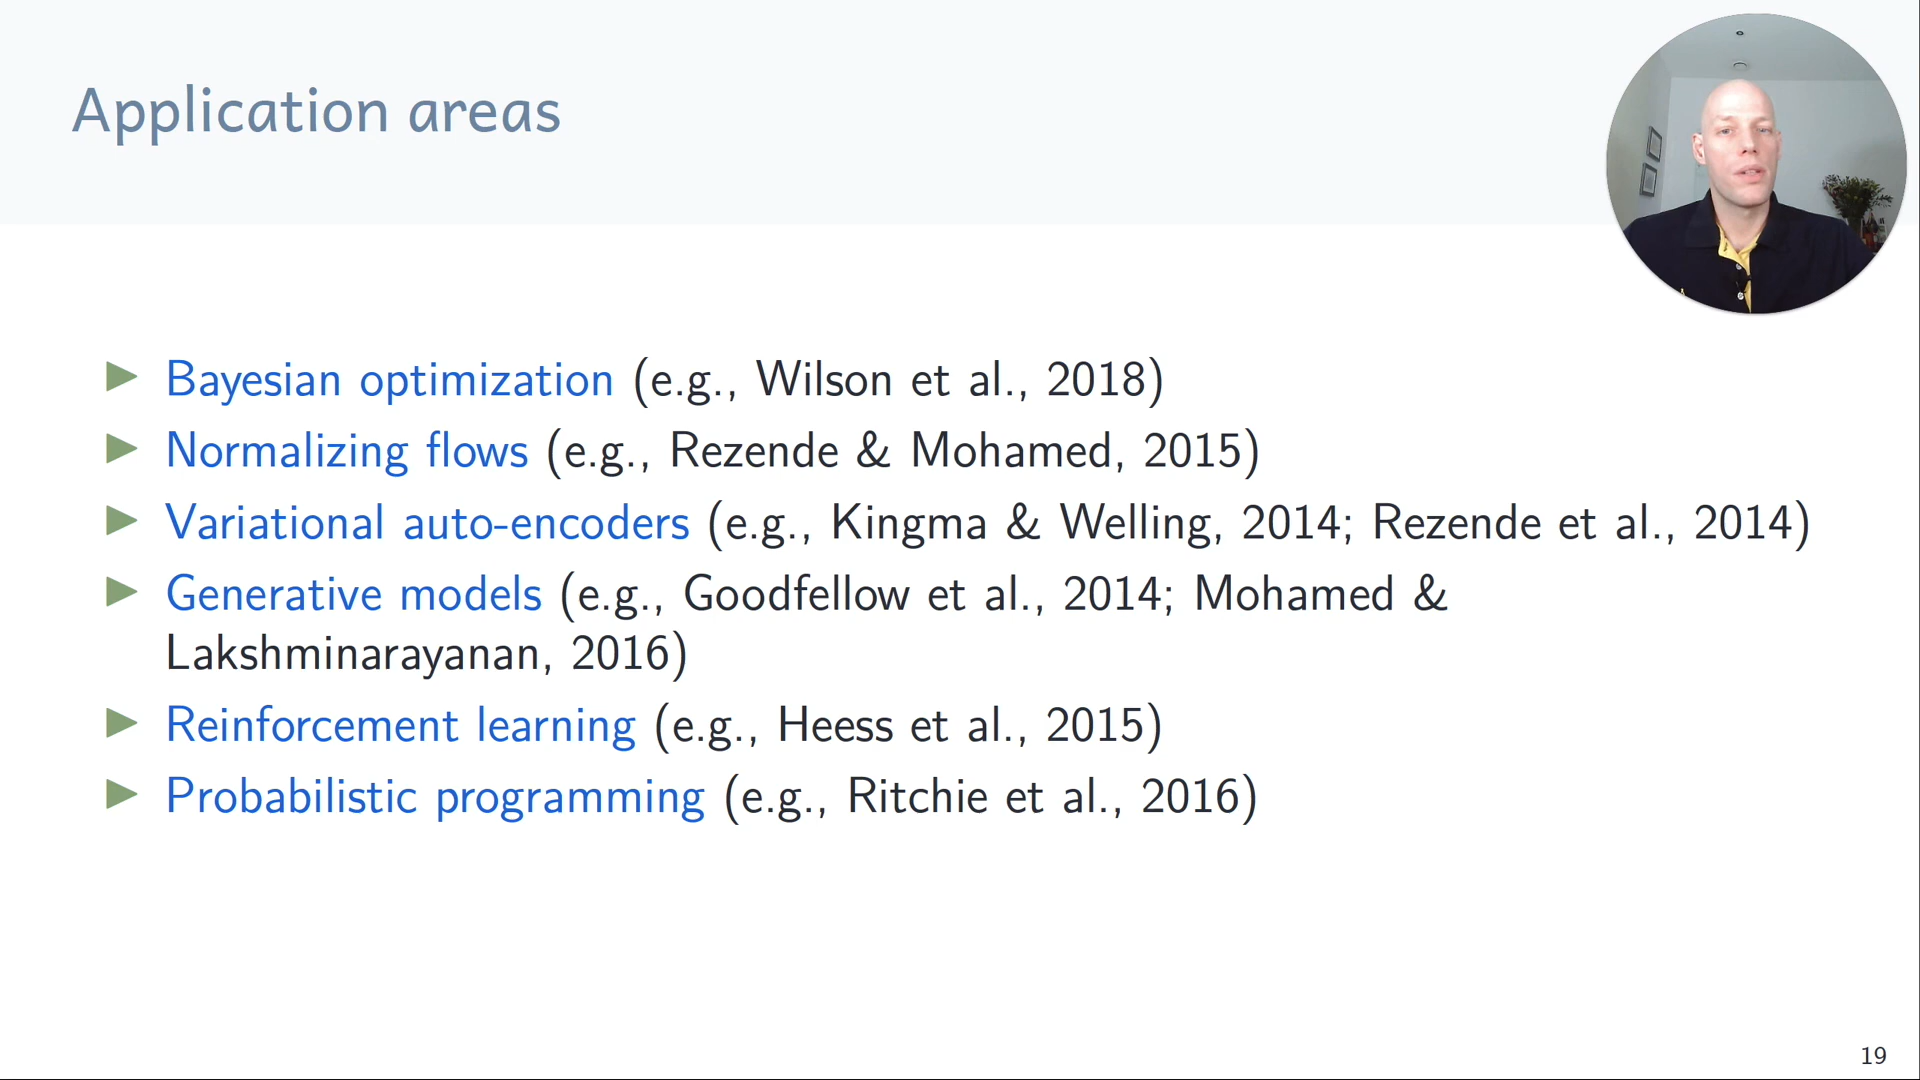 Application areas
Bayesian optimization (e.g., Wilson et al., 2018)
Normalizing flows (e.g., Rezende & Mohamed, 2015)
Variational auto-encoders (e.g., Kingma & Welling, 2014; Rezende et al., 2014)
Generative models (e.g., Goodfellow et al., 2014; Mohamed &
Lakshminarayanan, 2016)
Reinforcement learning (e.g., Heess et al., 2015)
Probabilistic programming (e.g., Ritchie et al., 2016)
19